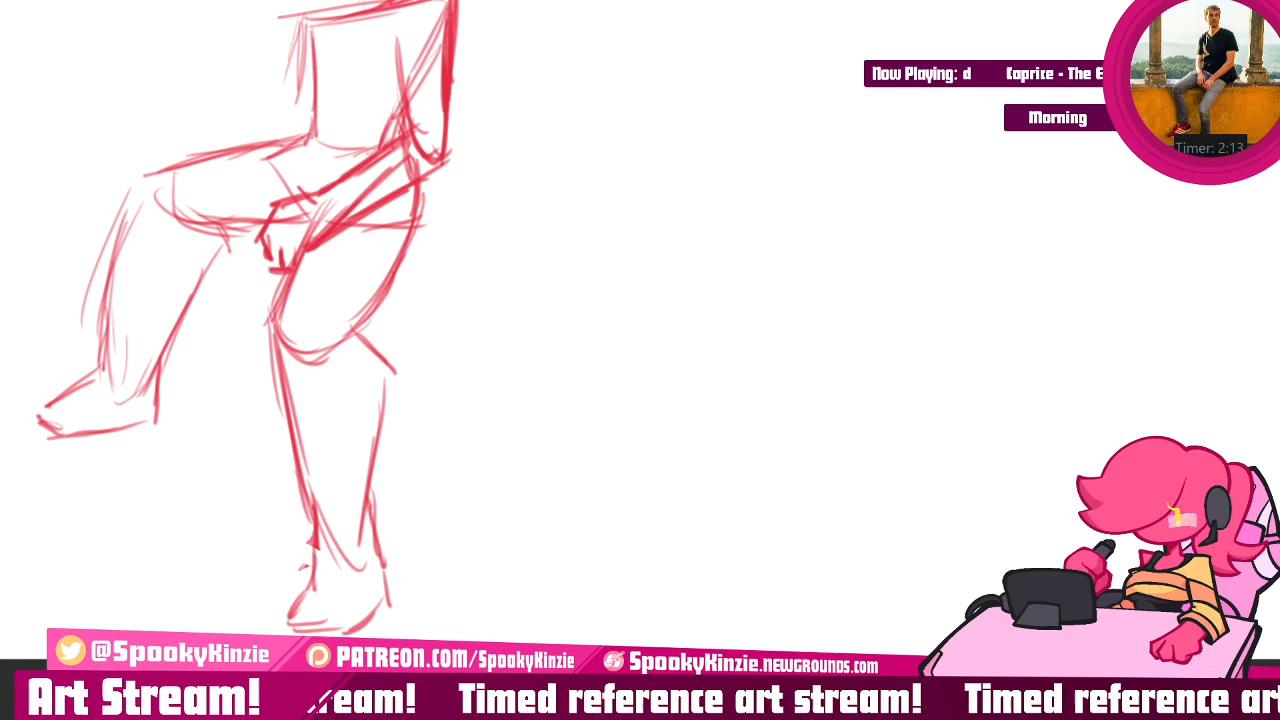 Now Playing: d Caprice - The E
Morning
Timer: 2:13
@SpookyKinzie
PATREON.COM/SpookyKinzie
SpookyKinzie.NEWGROUNDS.com
Art Stream!
ream! Timed reference art stream! Timed reference ar